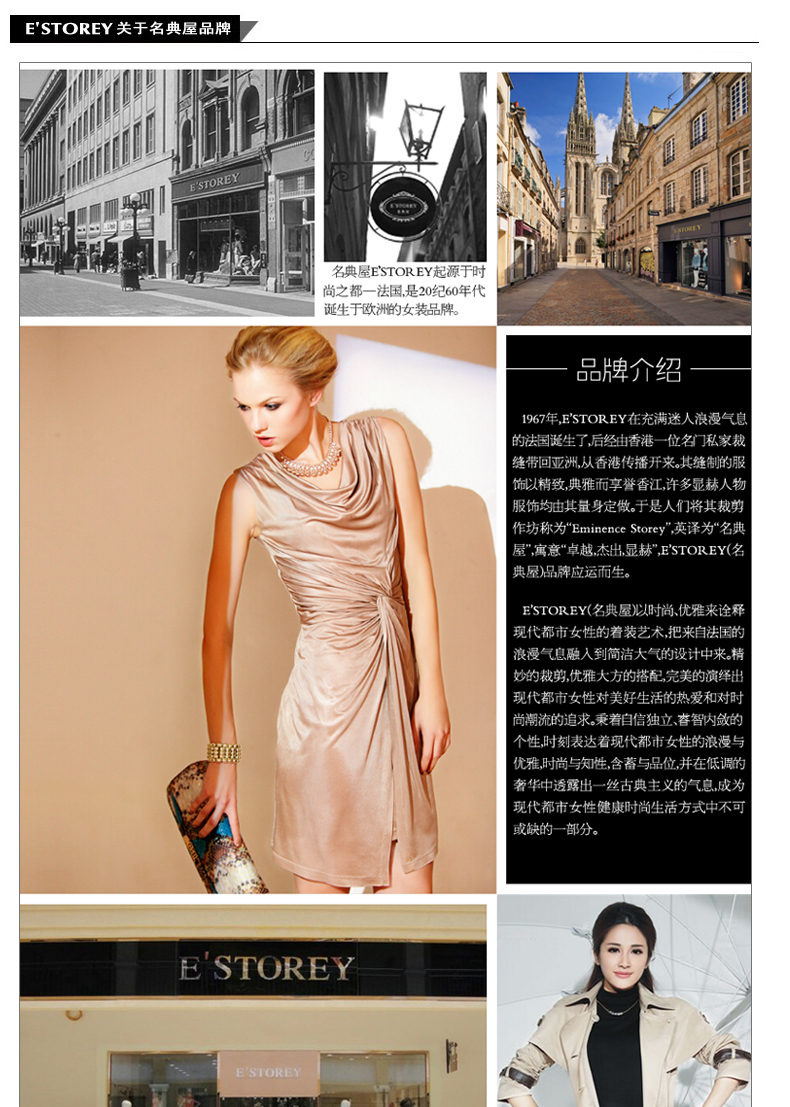 E'STOREY 关于名典屋品牌
E'STOREY
E'STOREY
E'STOREY
名典屋E'STOREY起源于时
尚之都—法国,是20纪60年代
诞生于欧洲的女装品牌。
品牌介绍
1967年,E'STOREY在充满迷人浪漫气息
的法国诞生了,后经由香港一位名门私家裁
缝带回亚洲,从香港传播开来。其缝制的服
饰以精致,典雅而享誉香江,许多显赫人物
服饰均由其量身定做。于是人们将其裁剪
作坊称为“Eminence Storey”,英译为“名典
屋”,寓意“卓越,杰出,显赫”,E'STOREY(名
典屋)品牌应运而生。
E'STOREY(名典屋)以时尚、优雅来诠释
现代都市女性的着装艺术,把来自法国的
浪漫气息融入到简洁大气的设计中来。精
妙的裁剪,优雅大方的搭配,完美的演绎出
现代都市女性对美好生活的热爱和对时
尚潮流的追求。秉着自信独立、睿智内敛的
个性,时刻表达着现代都市女性的浪漫与
优雅,时尚与知性,含蓄与品位,并在低调的
奢华中透露出一丝古典主义的气息,成为
现代都市女性健康时尚生活方式中不可
或缺的一部分。
E'STOREY
E'STOREY